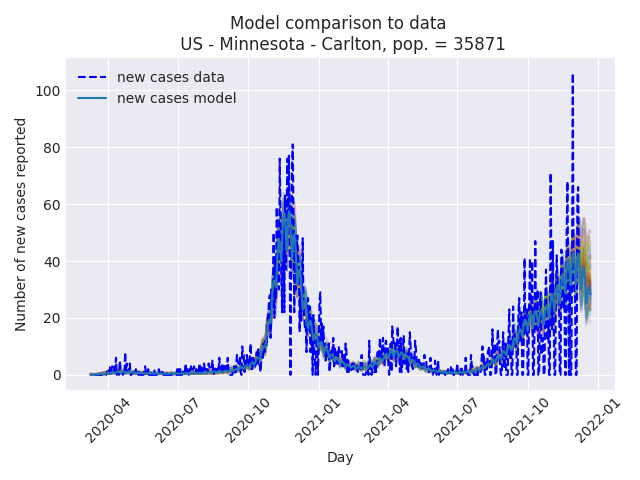 Model comparison to data
US - Minnesota - Carlton, pop. = 35871
new cases data
new cases model
Number of new cases reported
100
80
60
40
20
0
2020-04
2020-07
2020-10
2021-01
2021-04
2021-07
2021-10
2022-01
Day